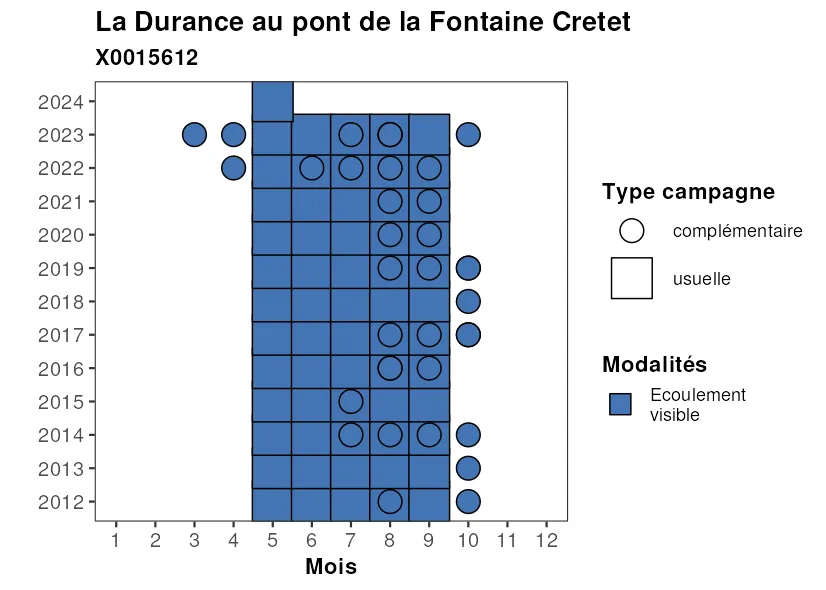 La Durance au pont de la Fontaine Cretet
X0015612
2024
2023
2022
2021
2020
2019
2018
2017
2016
2015
2014
2013
2012
1 2 3 4 5 6 7 8 9 10 11 12
Mois
Type campagne
complémentaire
usuelle
Modalités
Ecoulement
visible